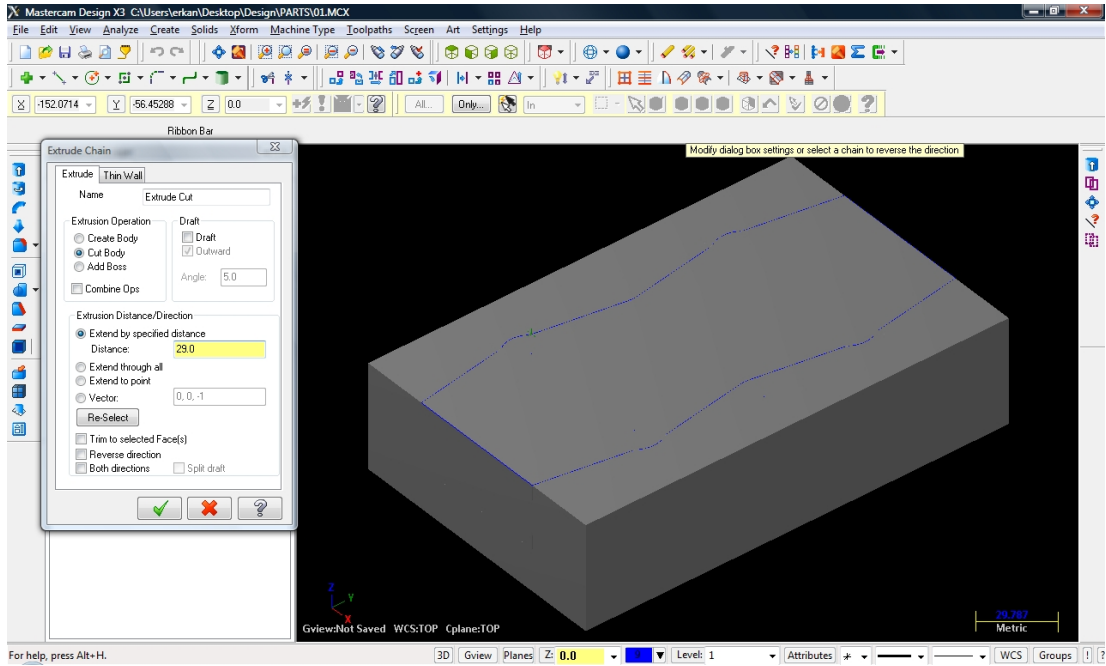 Mastercam Design X3 C:\Users\erkan\Desktop\Design\PARTS\01.MCX
File Edit View Analyze Create Solids Xform Machine Type Toolpaths Screen Art Settings Help
X -152.0714 Y -56.45288 Z 0.0 All... Only... In
Ribbon Bar
Extrude Chain
Modify dialog box settings or select a chain to reverse the direction
Extrude Thin Wall
Name Extrude Cut
Extrusion Operation Draft
Create Body Draft
Cut Body Outward
Add Boss
Angle: 5.0
Combine Ops
Extrusion Distance/Direction
Extend by specified distance
Distance: 29.0
Extend through all
Extend to point
Vector: 0, 0, -1
Re-Select
Trim to selected Face(s)
Reverse direction
Both directions Split draft
Z
Y
X
Gview:Not Saved WCS:TOP Cplane:TOP
29.787
Metric
For help, press Alt+H.
3D Gview Planes Z: 0.0 Level: 1 Attributes WCS Groups ! ?